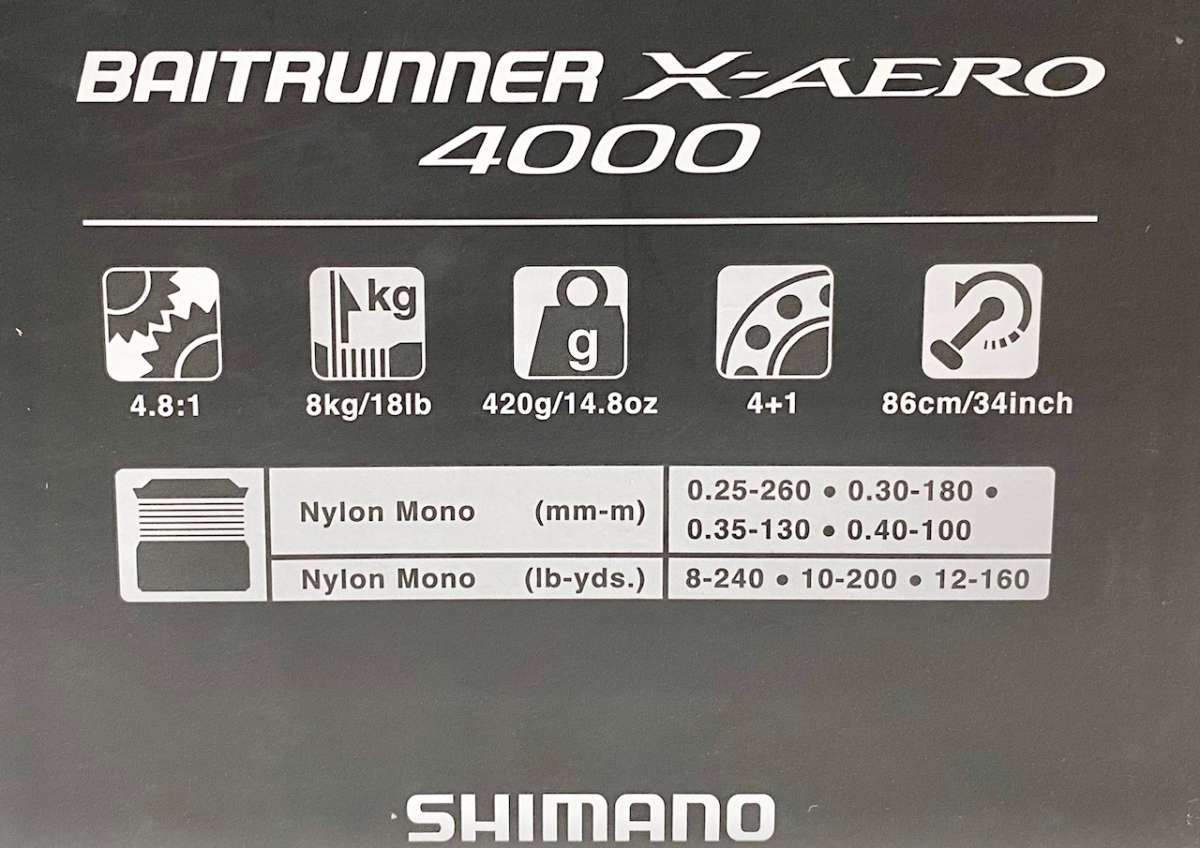 BAITRUNNER X-AERO
4000
kg
g
4.8:1 8kg/18lb 420g/14.8oz 4+1 86cm/34inch
Nylon Mono (mm-m) 0.25-260 • 0.30-180 •
0.35-130 • 0.40-100
Nylon Mono (lb-yds.) 8-240 • 10-200 • 12-160
SHIMANO